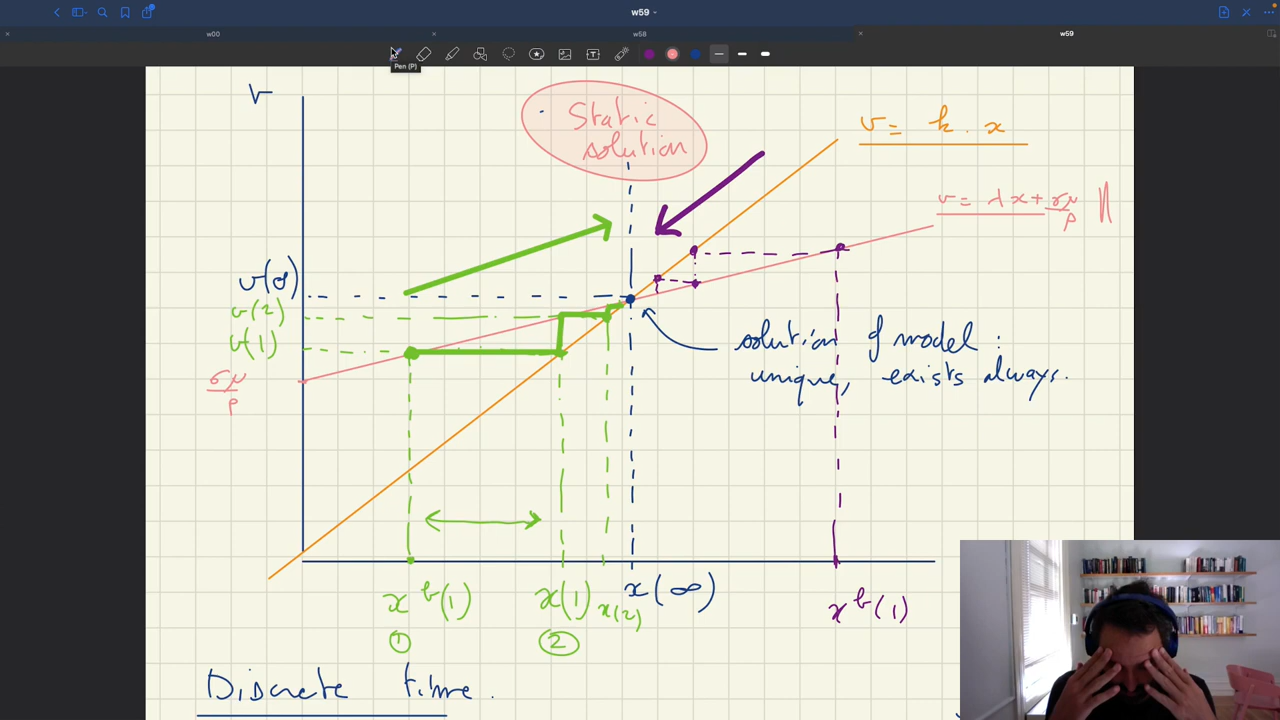 w59
w00
w58
w59
Pen (P)
v
Static
solution
v = k . x
v = λx + σμ/ρ
v(∞)
v(2)
v(1)
σμ/ρ
solution of model :
unique, exists always.
x^b(1)
x(1)
x(2)
x(∞)
x^b(1)
1
2
Discrete time.